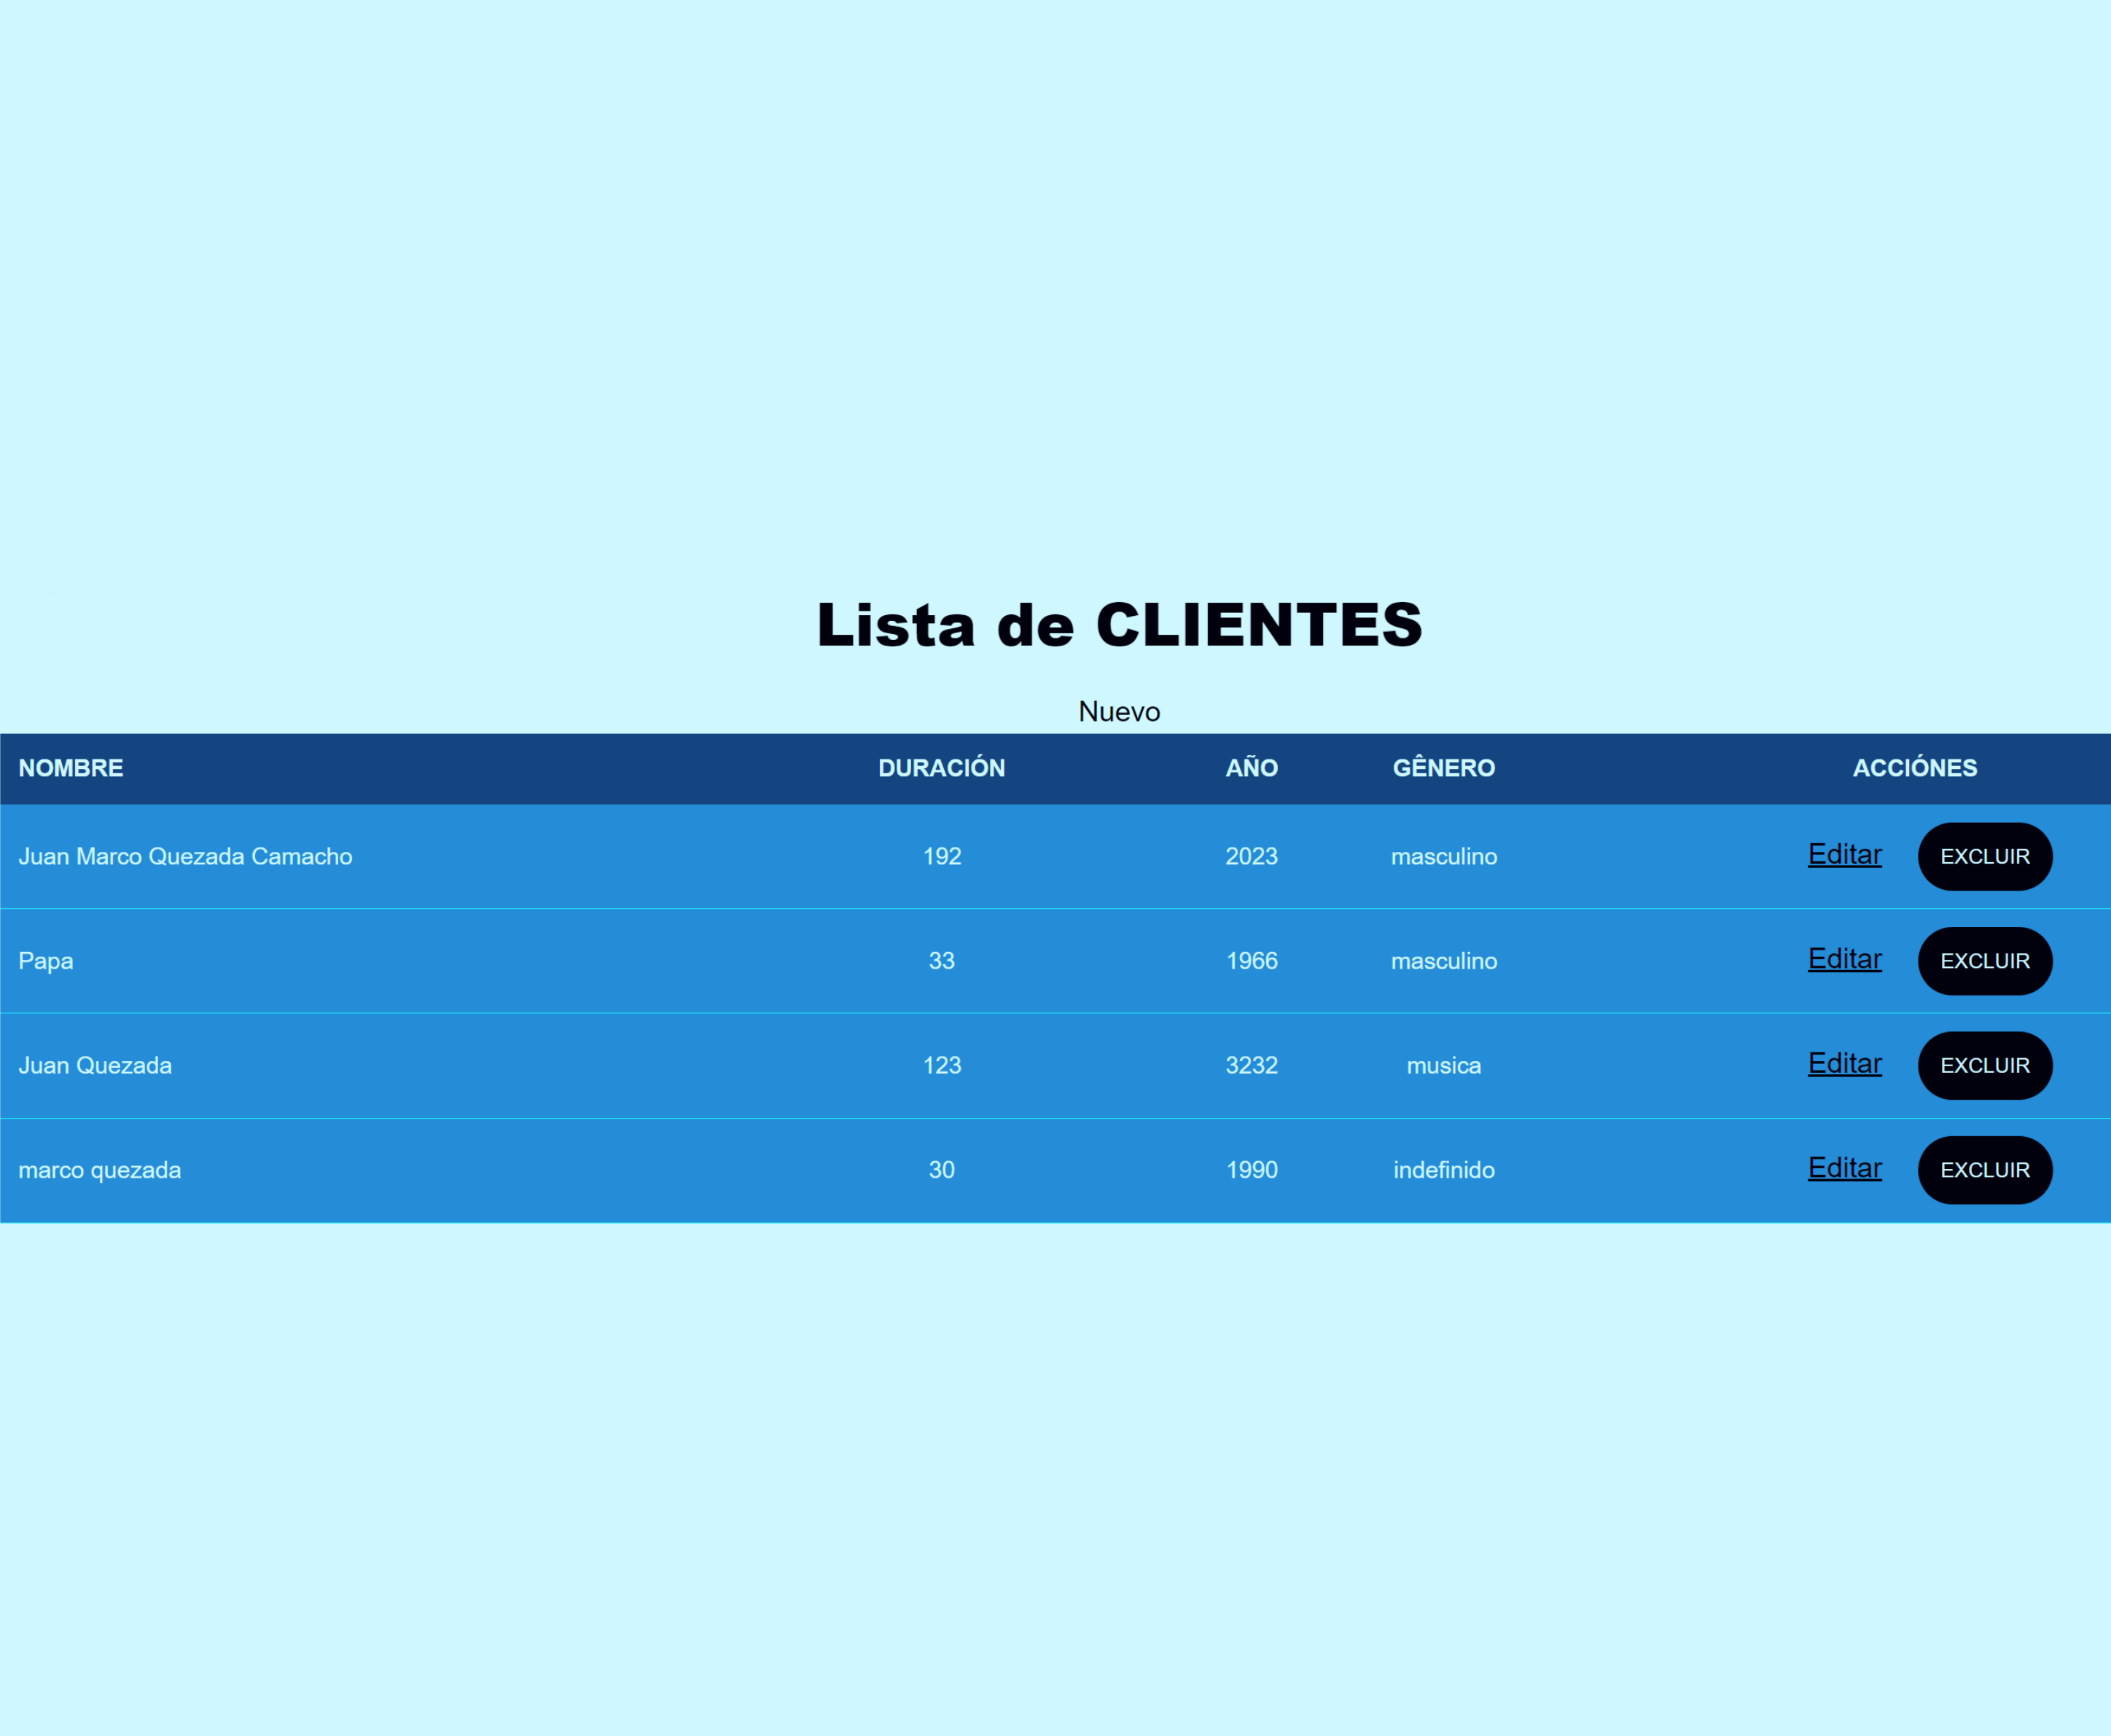 Lista de CLIENTES
Nuevo
NOMBRE DURACIÓN AÑO GÊNERO ACCIÓNES
Juan Marco Quezada Camacho 192 2023 masculino Editar EXCLUIR
Papa 33 1966 masculino Editar EXCLUIR
Juan Quezada 123 3232 musica Editar EXCLUIR
marco quezada 30 1990 indefinido Editar EXCLUIR